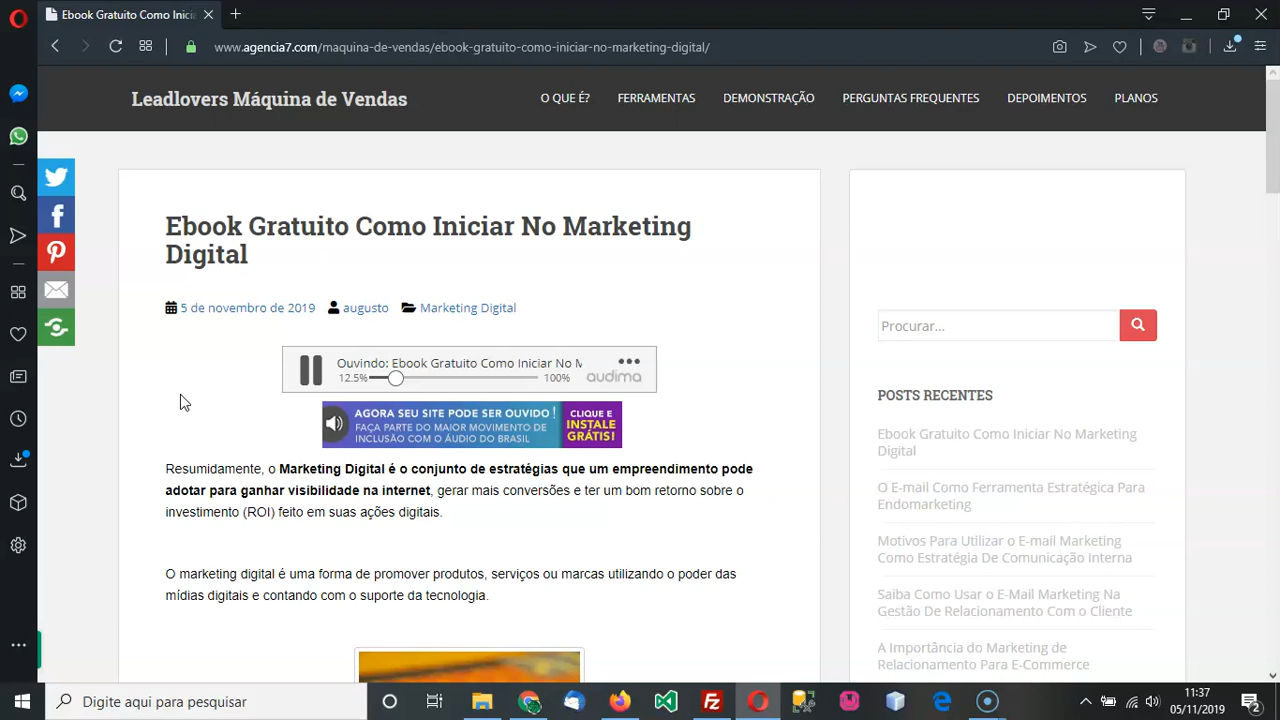 Ebook Gratuito Como Inici
www.agencia7.com/maquina-de-vendas/ebook-gratuito-como-iniciar-no-marketing-digital/
Leadlovers Máquina de Vendas
O QUE É?
FERRAMENTAS
DEMONSTRAÇÃO
PERGUNTAS FREQUENTES
DEPOIMENTOS
PLANOS
Ebook Gratuito Como Iniciar No Marketing
Digital
5 de novembro de 2019
augusto
Marketing Digital
Ouvindo: Ebook Gratuito Como Iniciar No M
12.5%
100%
audima
AGORA SEU SITE PODE SER OUVIDO!
FAÇA PARTE DO MAIOR MOVIMENTO DE
INCLUSÃO COM O ÁUDIO DO BRASIL
CLIQUE E
INSTALE
GRÁTIS!
Resumidamente, o Marketing Digital é o conjunto de estratégias que um empreendimento pode
adotar para ganhar visibilidade na internet, gerar mais conversões e ter um bom retorno sobre o
investimento (ROI) feito em suas ações digitais.
O marketing digital é uma forma de promover produtos, serviços ou marcas utilizando o poder das
mídias digitais e contando com o suporte da tecnologia.
Procurar...
POSTS RECENTES
Ebook Gratuito Como Iniciar No Marketing
Digital
O E-mail Como Ferramenta Estratégica Para
Endomarketing
Motivos Para Utilizar o E-mail Marketing
Como Estratégia De Comunicação Interna
Saiba Como Usar o E-Mail Marketing Na
Gestão De Relacionamento Com o Cliente
A Importância do Marketing de
Relacionamento Para E-Commerce
Digite aqui para pesquisar
11:37
05/11/2019
2